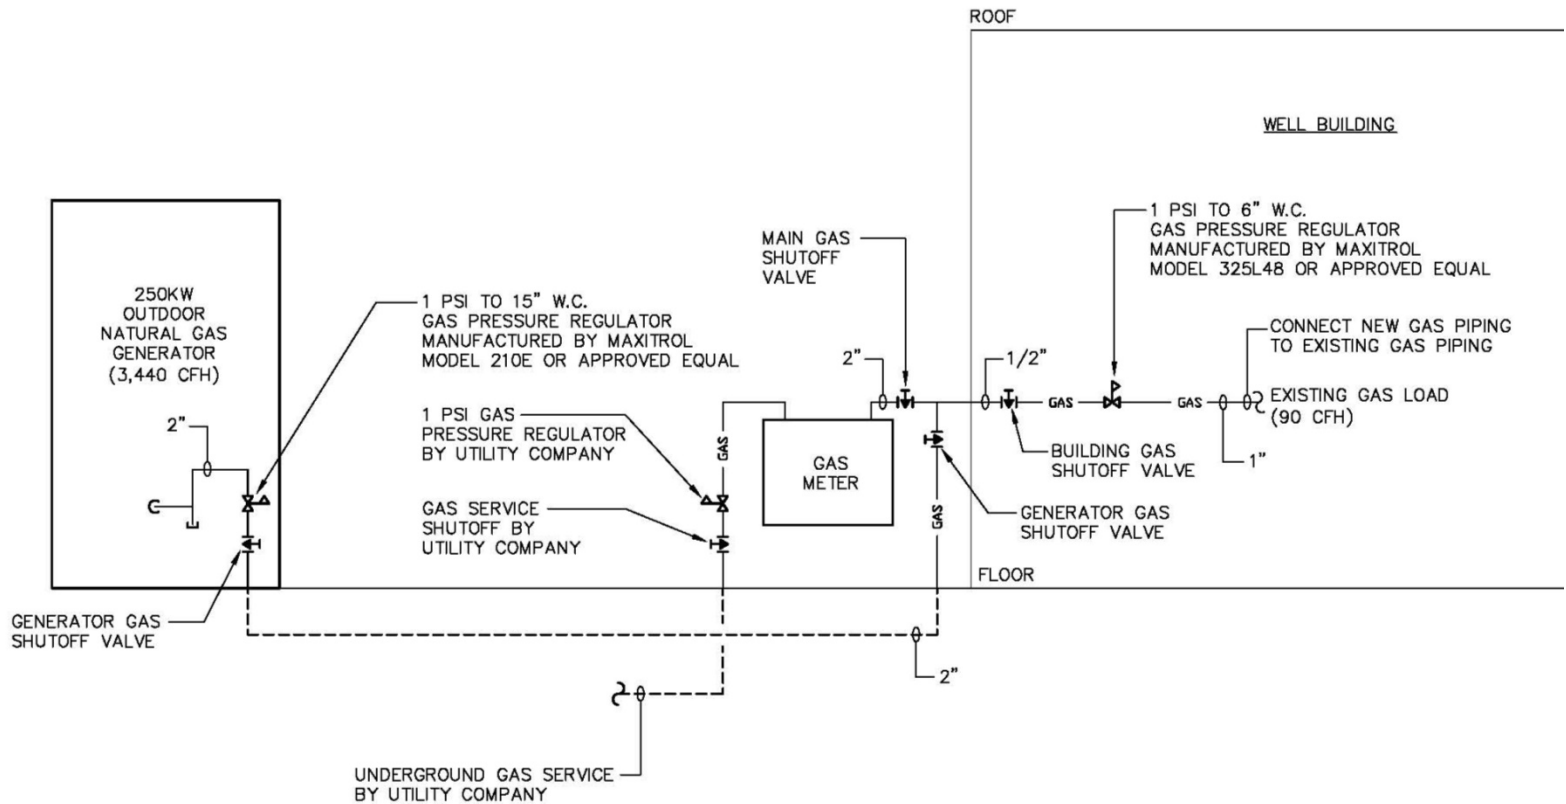 ROOF
WELL BUILDING
1 PSI TO 6" W.C.
GAS PRESSURE REGULATOR
MANUFACTURED BY MAXITROL
MODEL 325L48 OR APPROVED EQUAL
MAIN GAS
SHUTOFF
VALVE
250KW
OUTDOOR
NATURAL GAS
GENERATOR
(3,440 CFH)
1 PSI TO 15" W.C.
GAS PRESSURE REGULATOR
MANUFACTURED BY MAXITROL
MODEL 210E OR APPROVED EQUAL
2"
1/2"
CONNECT NEW GAS PIPING
TO EXISTING GAS PIPING
GAS
GAS
EXISTING GAS LOAD
(90 CFH)
2"
1 PSI GAS
PRESSURE REGULATOR
BY UTILITY COMPANY
GAS
GAS
METER
BUILDING GAS
SHUTOFF VALVE
1"
GAS SERVICE
SHUTOFF BY
UTILITY COMPANY
GAS
GENERATOR GAS
SHUTOFF VALVE
FLOOR
GENERATOR GAS
SHUTOFF VALVE
2"
UNDERGROUND GAS SERVICE
BY UTILITY COMPANY